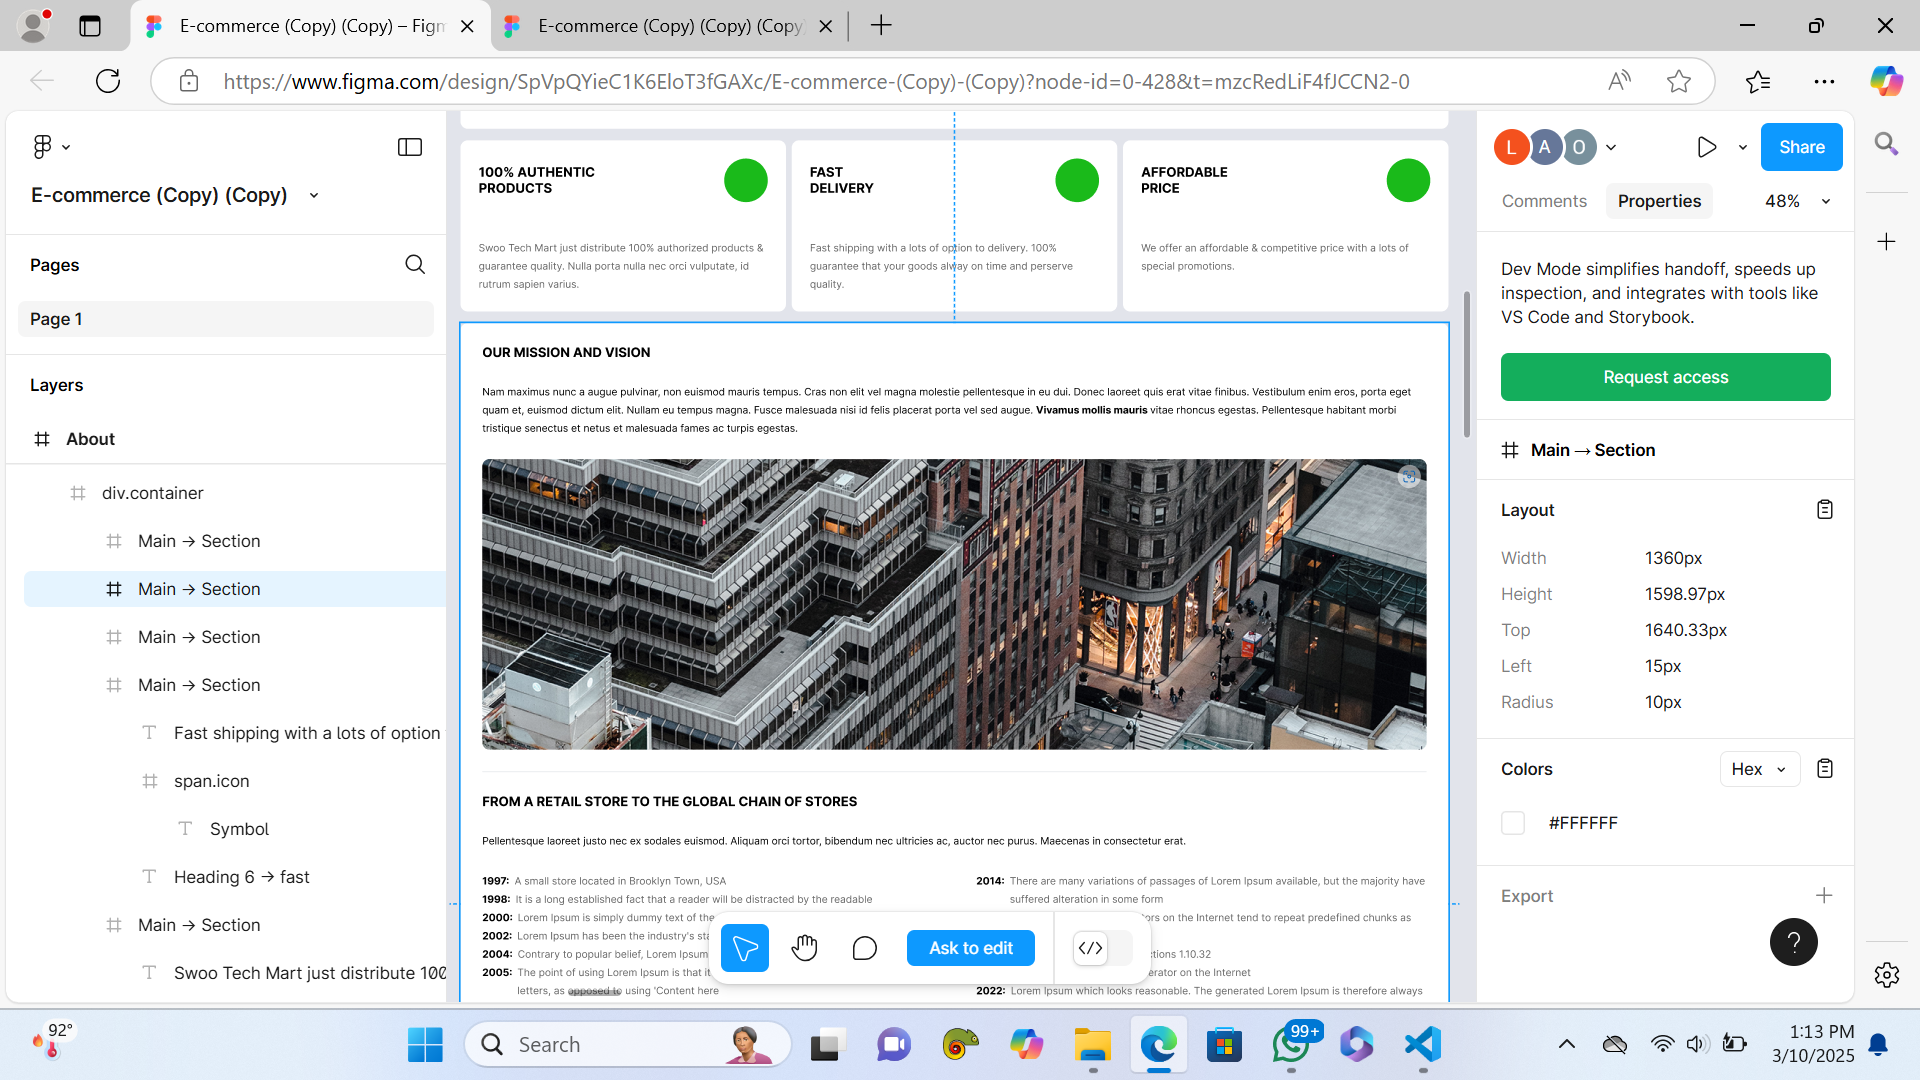 E-commerce (Copy) (Copy) – Figm
E-commerce (Copy) (Copy) (Copy
https://www.figma.com/design/SpVpQYieC1K6EloT3fGAXc/E-commerce-(Copy)-(Copy)?node-id=0-428&t=mzcRedLiF4fJCCN2-0
E-commerce (Copy) (Copy)
Pages
Page 1
Layers
About
div.container
Main → Section
Main → Section
Main → Section
Main → Section
Fast shipping with a lots of option
span.icon
Symbol
Heading 6 → fast
Main → Section
Swoo Tech Mart just distribute 100
100% AUTHENTIC
PRODUCTS
Swoo Tech Mart just distribute 100% authorized products &
guarantee quality. Nulla porta nulla nec orci vulputate, id
rutrum sapien varius.
FAST
DELIVERY
Fast shipping with a lots of option to delivery. 100%
guarantee that your goods alway on time and perserve
quality.
AFFORDABLE
PRICE
We offer an affordable & competitive price with a lots of
special promotions.
OUR MISSION AND VISION
Nam maximus nunc a augue pulvinar, non euismod mauris tempus. Cras non elit vel magna molestie pellentesque in eu dui. Donec laoreet quis erat vitae finibus. Vestibulum enim eros, porta eget
quam et, euismod dictum elit. Nullam eu tempus magna. Fusce malesuada nisi id felis placerat porta vel sed augue. Vivamus mollis mauris vitae rhoncus egestas. Pellentesque habitant morbi
tristique senectus et netus et malesuada fames ac turpis egestas.
FROM A RETAIL STORE TO THE GLOBAL CHAIN OF STORES
Pellentesque laoreet justo nec ex sodales euismod. Aliquam orci tortor, bibendum nec ultricies ac, auctor nec purus. Maecenas in consectetur erat.
1997: A small store located in Brooklyn Town, USA
1998: It is a long established fact that a reader will be distracted by the readable
2000: Lorem Ipsum is simply dummy text of the
2002: Lorem Ipsum has been the industry's sta
2004: Contrary to popular belief, Lorem Ipsum
2005: The point of using Lorem Ipsum is that it
letters, as opposed to using 'Content here
2014: There are many variations of passages of Lorem Ipsum available, but the majority have
suffered alteration in some form
ors on the Internet tend to repeat predefined chunks as
ctions 1.10.32
erator on the Internet
2022: Lorem Ipsum which looks reasonable. The generated Lorem Ipsum is therefore always
Ask to edit
L A O
Share
Comments
Properties
48%
Dev Mode simplifies handoff, speeds up
inspection, and integrates with tools like
VS Code and Storybook.
Request access
Main → Section
Layout
Width 1360px
Height 1598.97px
Top 1640.33px
Left 15px
Radius 10px
Colors
Hex
#FFFFFF
Export
?
92°
Search
99+
1:13 PM
3/10/2025